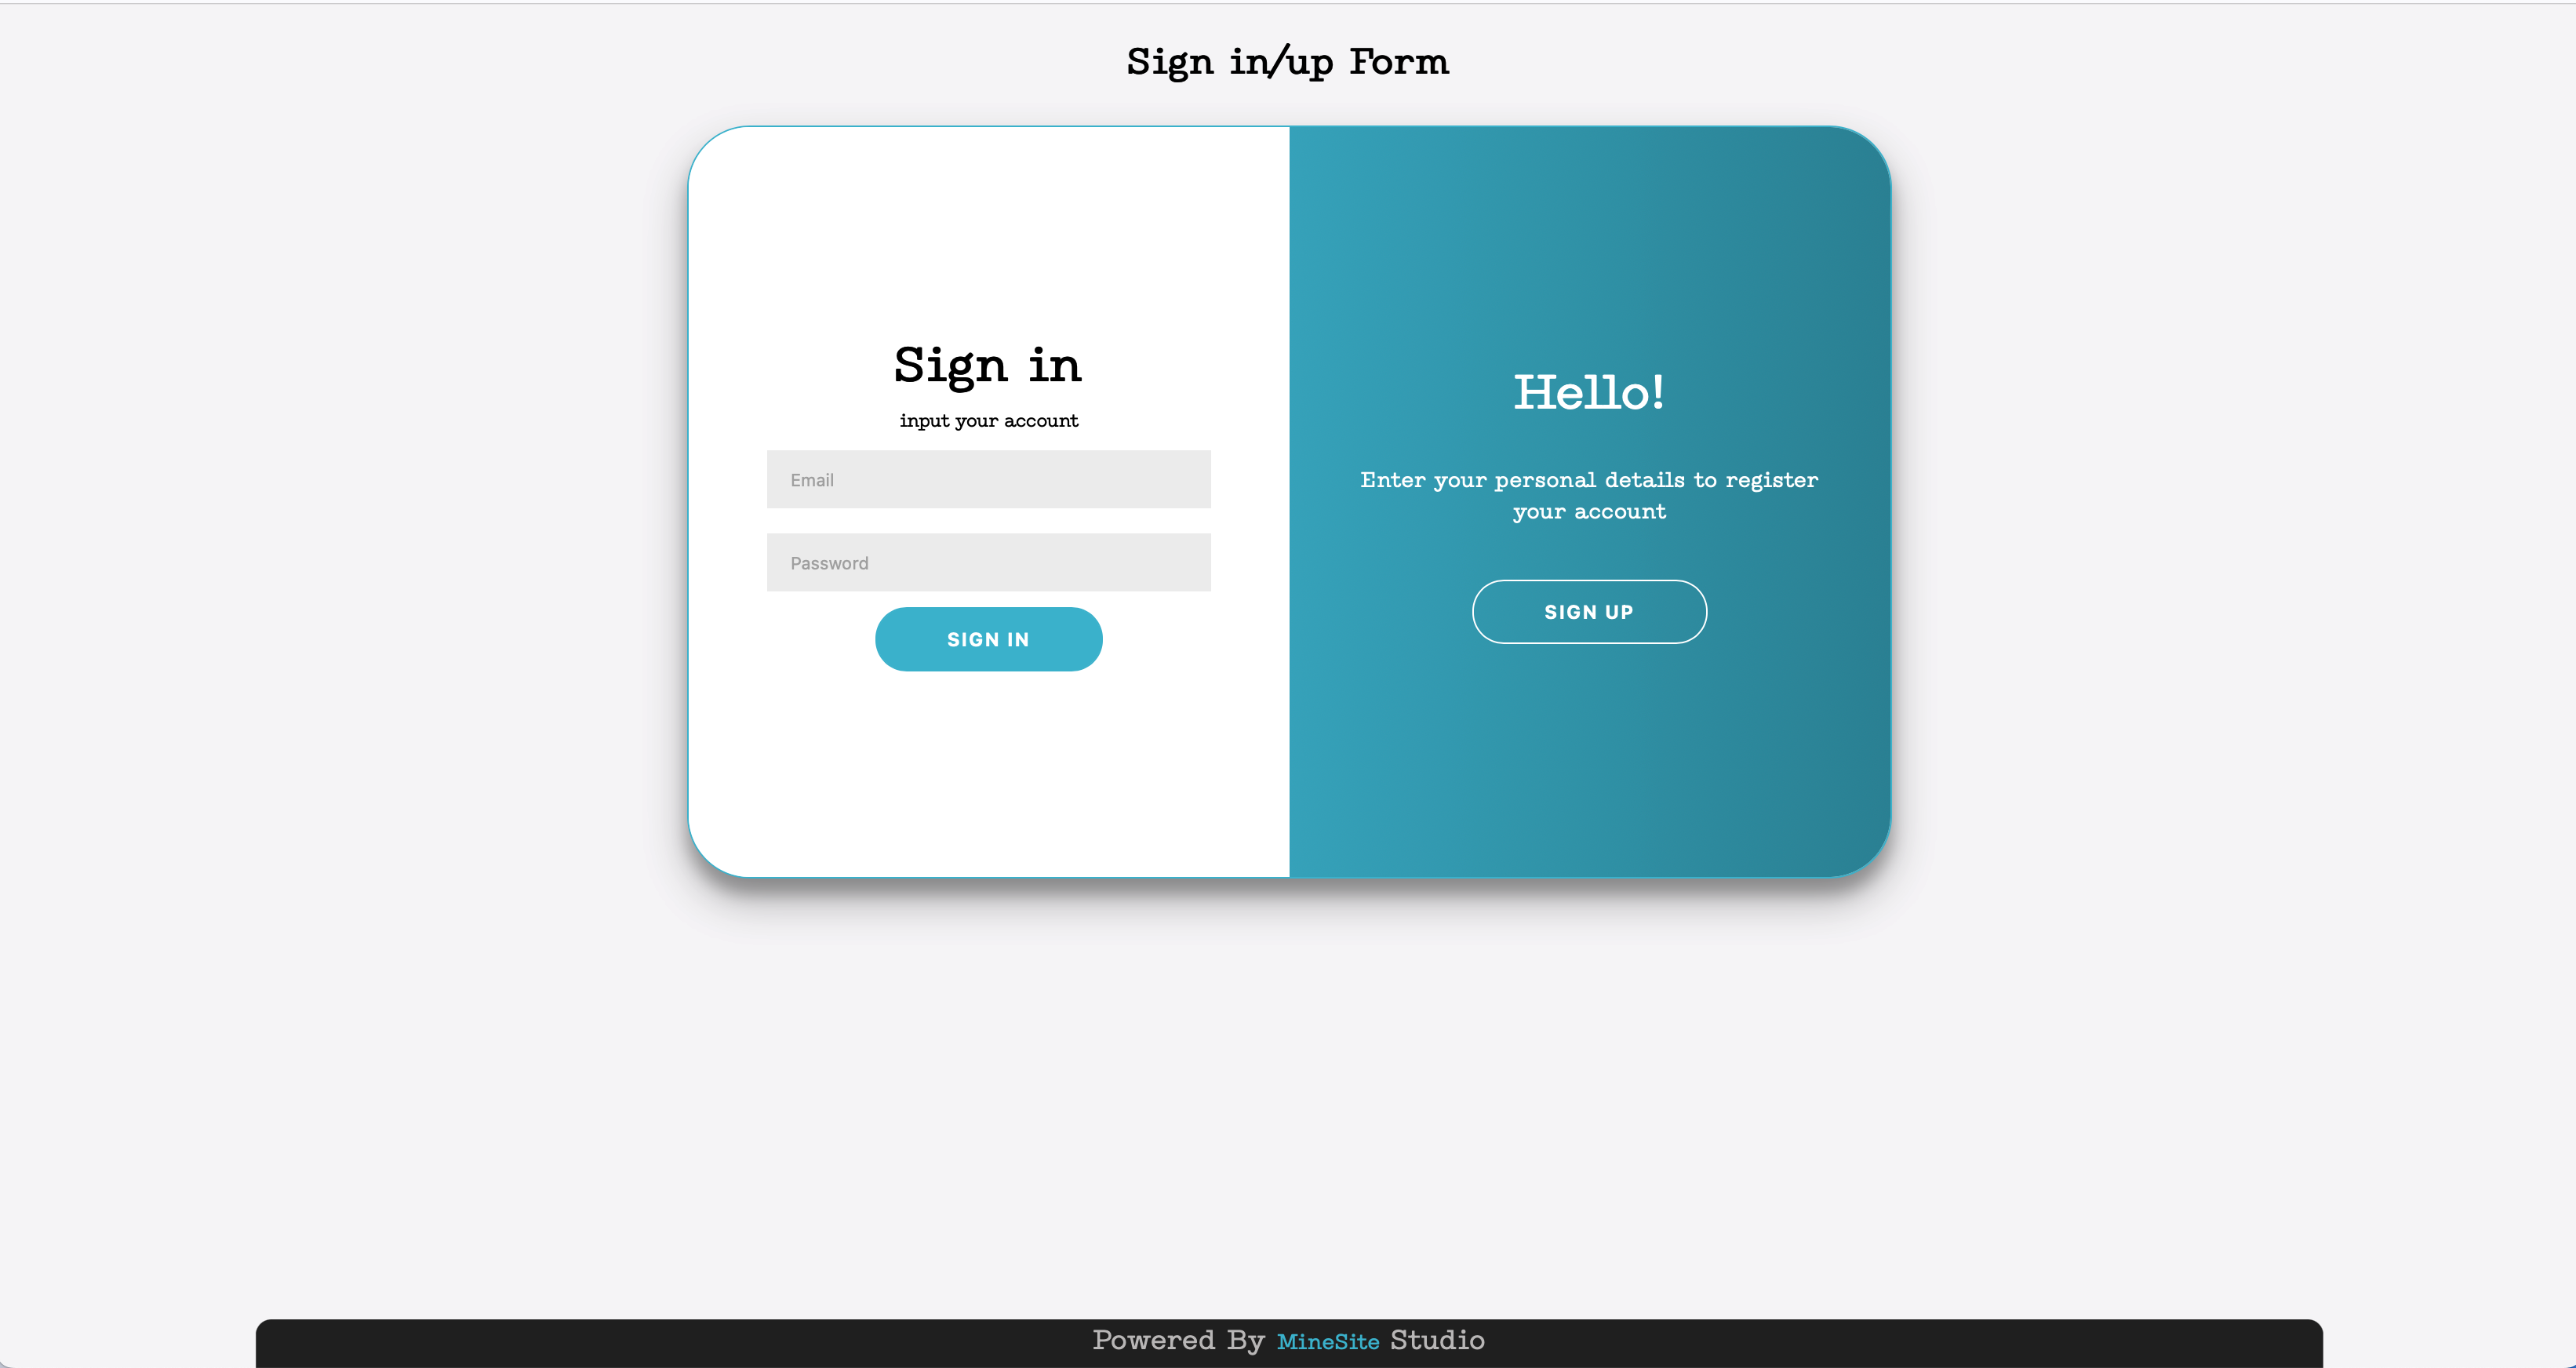 Sign in/up Form
Sign in
input your account
Email
Password
SIGN IN
Hello!
Enter your personal details to register
your account
SIGN UP
Powered By MineSite Studio